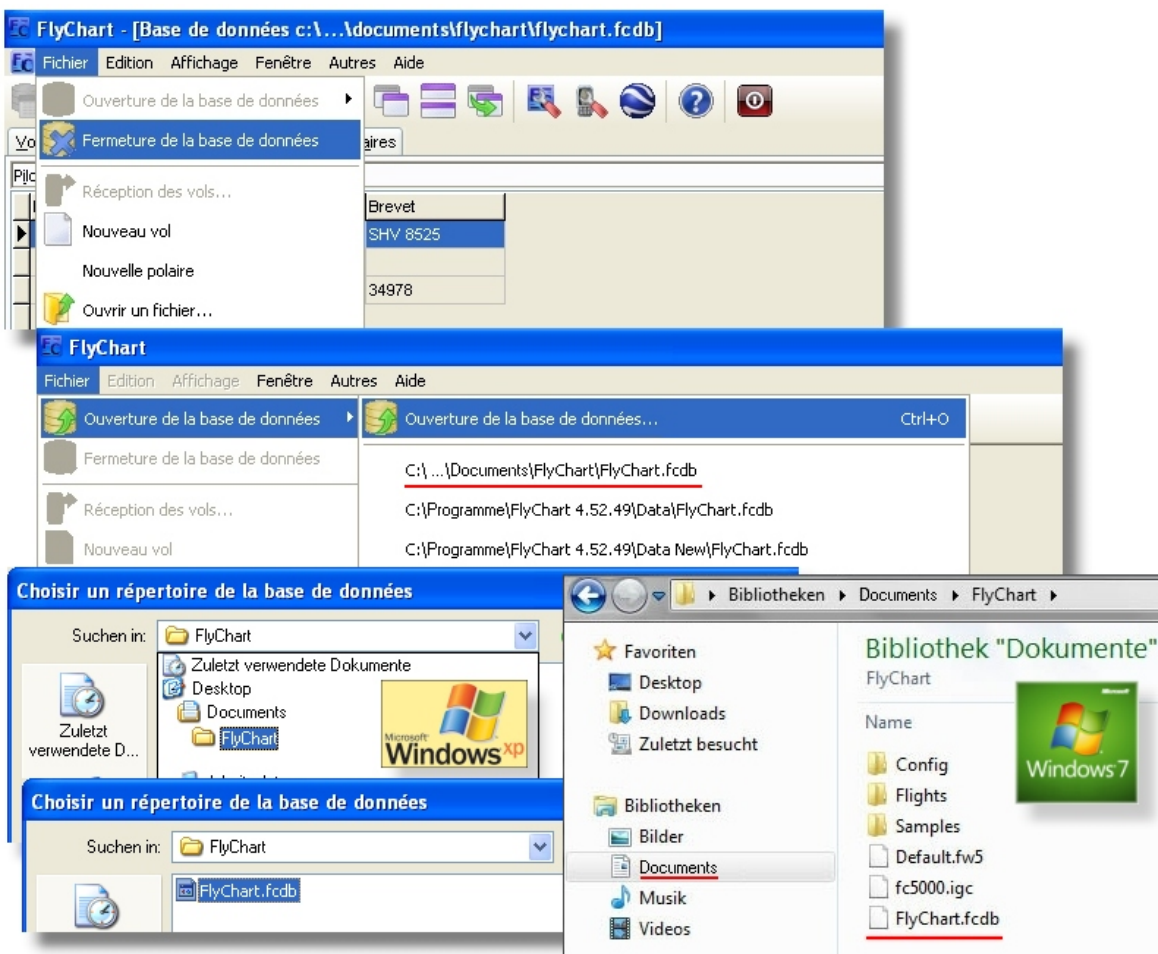 FlyChart - [Base de données c:\...\documents\flychart\flychart.fcdb]
Fichier Edition Affichage Fenêtre Autres Aide
Ouverture de la base de données
Fermeture de la base de données
Réception des vols...
Nouveau vol
Nouvelle polaire
Ouvrir un fichier...
Brevet
SHV 8525
34978
FlyChart
Fichier Edition Affichage Fenêtre Autres Aide
Ouverture de la base de données
Fermeture de la base de données
Réception des vols...
Nouveau vol
Ouverture de la base de données... Ctrl+O
C:\ ...\Documents\FlyChart\FlyChart.fcdb
C:\Programme\FlyChart 4.52.49\Data\FlyChart.fcdb
C:\Programme\FlyChart 4.52.49\Data New\FlyChart.fcdb
Choisir un répertoire de la base de données
Suchen in: FlyChart
Zuletzt verwendete Dokumente
Desktop
Documents
FlyChart
Zuletzt
verwendete D...
Microsoft
Windows xp
Choisir un répertoire de la base de données
Suchen in: FlyChart
FlyChart.fcdb
Bibliotheken Documents FlyChart
Favoriten
Desktop
Downloads
Zuletzt besucht
Bibliotheken
Bilder
Documents
Musik
Videos
Bibliothek "Dokumente"
FlyChart
Name
Config
Flights
Samples
Default.fw5
fc5000.igc
FlyChart.fcdb
Windows 7